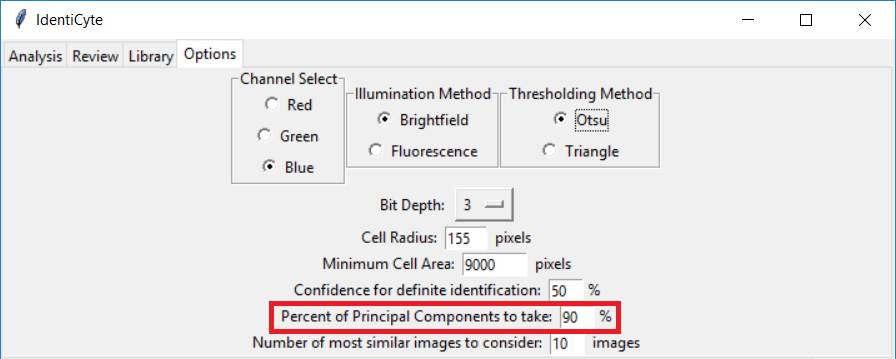 IdentiCyte
Analysis Review Library Options
Channel Select
Red
Green
Blue
Illumination Method
Brightfield
Fluorescence
Thresholding Method
Otsu
Triangle
Bit Depth: 3
Cell Radius: 155 pixels
Minimum Cell Area: 9000 pixels
Confidence for definite identification: 50 %
Percent of Principal Components to take: 90 %
Number of most similar images to consider: 10 images